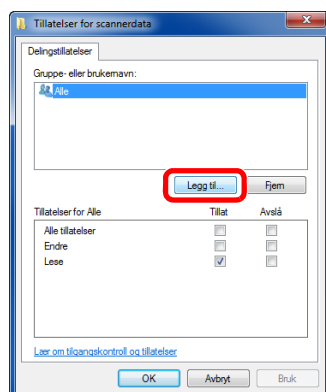 Tillatelser for scannerdata
Delingstillatelser
Gruppe- eller brukernavn:
Alle
Legg til...
Fjern
Tillatelser for Alle Tillat Avslå
Alle tillatelser
Endre
Lese
Lær om tilgangskontroll og tillatelser
OK Avbryt Bruk